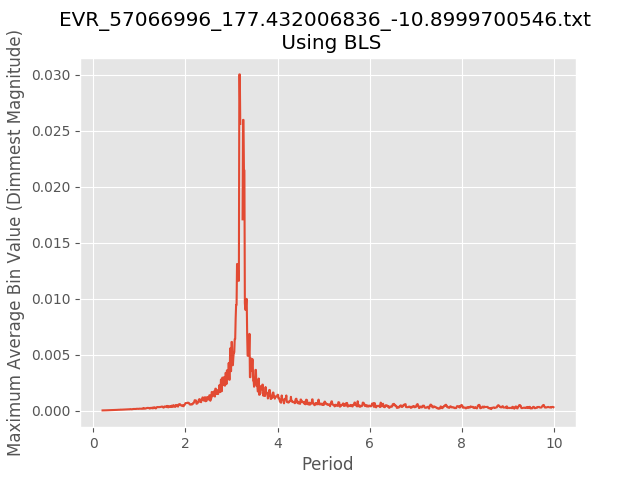 EVR_57066996_177.432006836_-10.8999700546.txt
Using BLS
Maximum Average Bin Value (Dimmest Magnitude)
0.030
0.025
0.020
0.015
0.010
0.005
0.000
0 2 4 6 8 10
Period